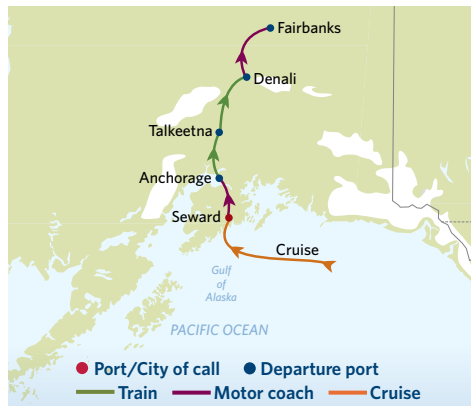 Fairbanks
Denali
Talkeetna
Anchorage
Seward
Cruise
Gulf
of
Alaska
PACIFIC OCEAN
Port/City of call Departure port
Train Motor coach Cruise